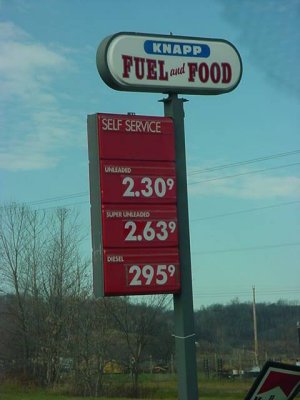 KNAPP
FUEL and FOOD
SELF SERVICE
UNLEADED
2.30⁹
SUPER UNLEADED
2.63⁹
DIESEL
295⁹